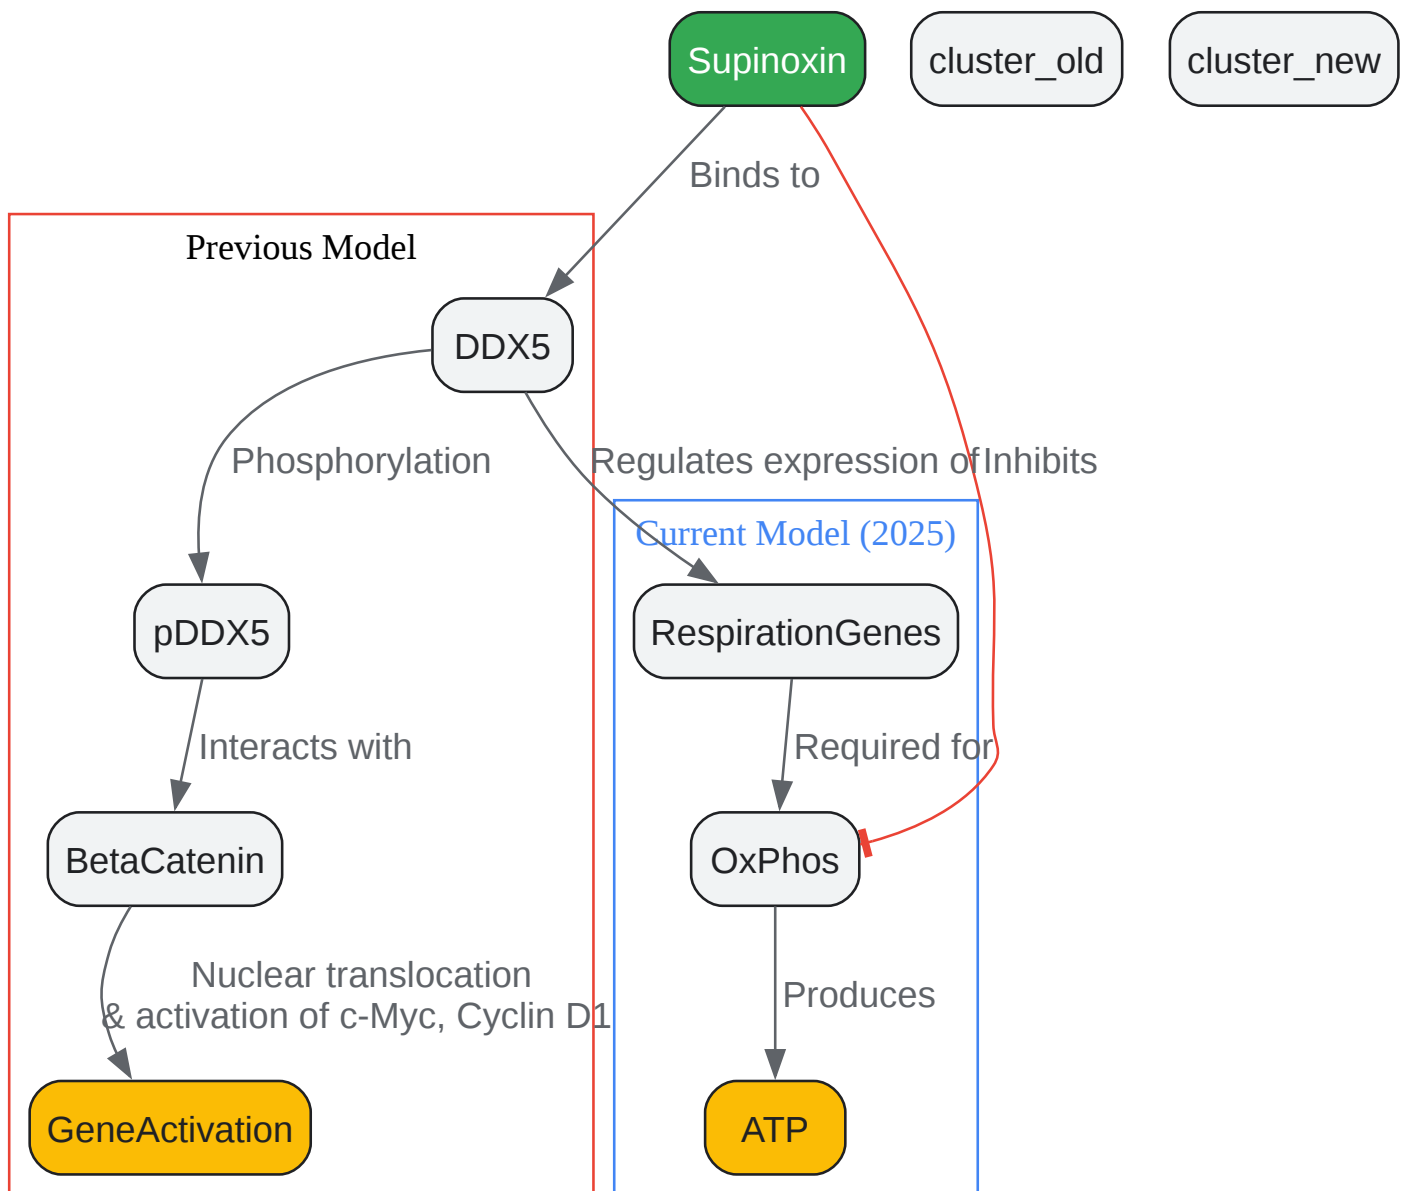 Supinoxin
cluster_old
cluster_new
Binds to
Previous Model
DDX5
Phosphorylation
Regulates expression of
Inhibits
Current Model (2025)
pDDX5
RespirationGenes
Interacts with
Required for
BetaCatenin
OxPhos
Nuclear translocation
& activation of c-Myc, Cyclin D1
Produces
GeneActivation
ATP